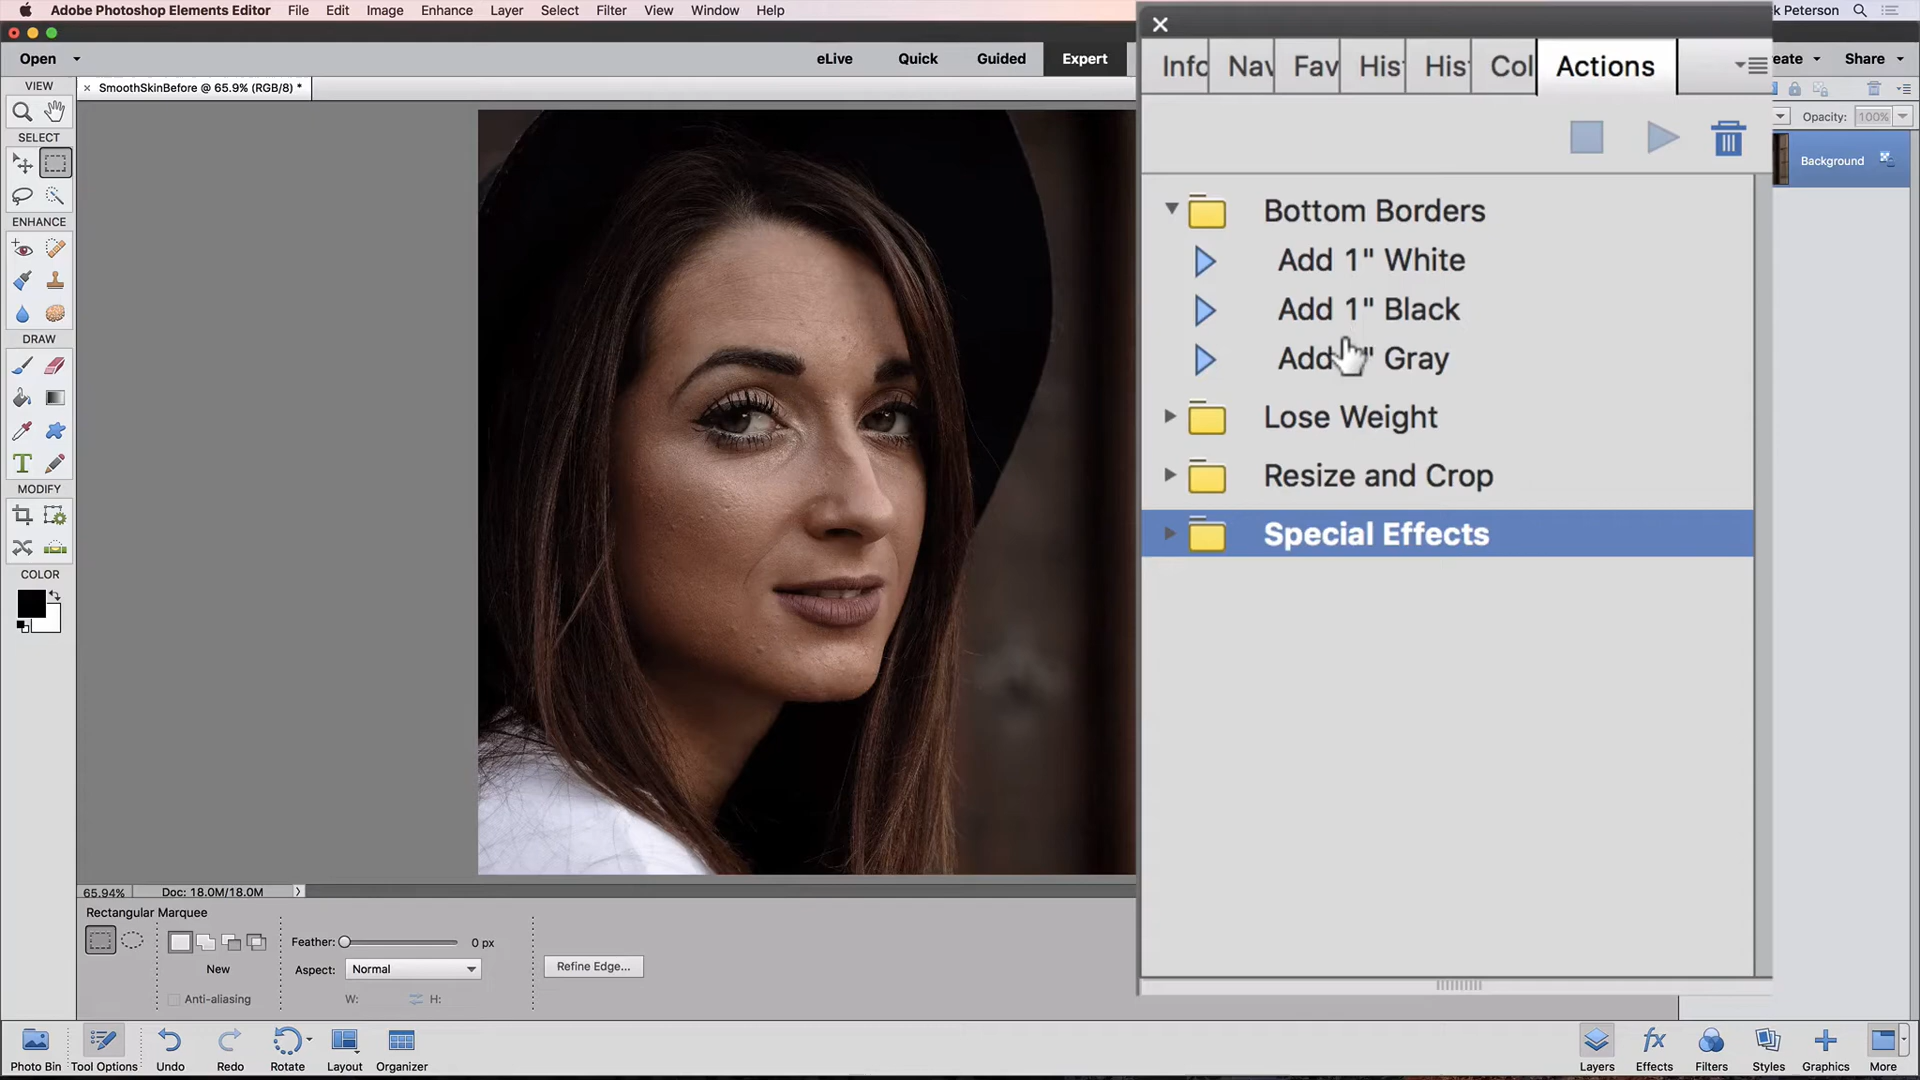 Adobe Photoshop Elements Editor File Edit Image Enhance Layer Select Filter View Window Help
k Peterson
Open eLive Quick Guided Expert
eate Share
SmoothSkinBefore @ 65.9% (RGB/8) *
Info Nav Fav His His Col Actions
Opacity: 100%
Background
VIEW
SELECT
ENHANCE
DRAW
MODIFY
COLOR
Bottom Borders
Add 1" White
Add 1" Black
Add " Gray
Lose Weight
Resize and Crop
Special Effects
65.94% Doc: 18.0M/18.0M
Rectangular Marquee
Feather: 0 px
New
Aspect: Normal
Refine Edge...
Anti-aliasing
W: H:
Photo Bin Tool Options Undo Redo Rotate Layout Organizer
Layers Effects Filters Styles Graphics More